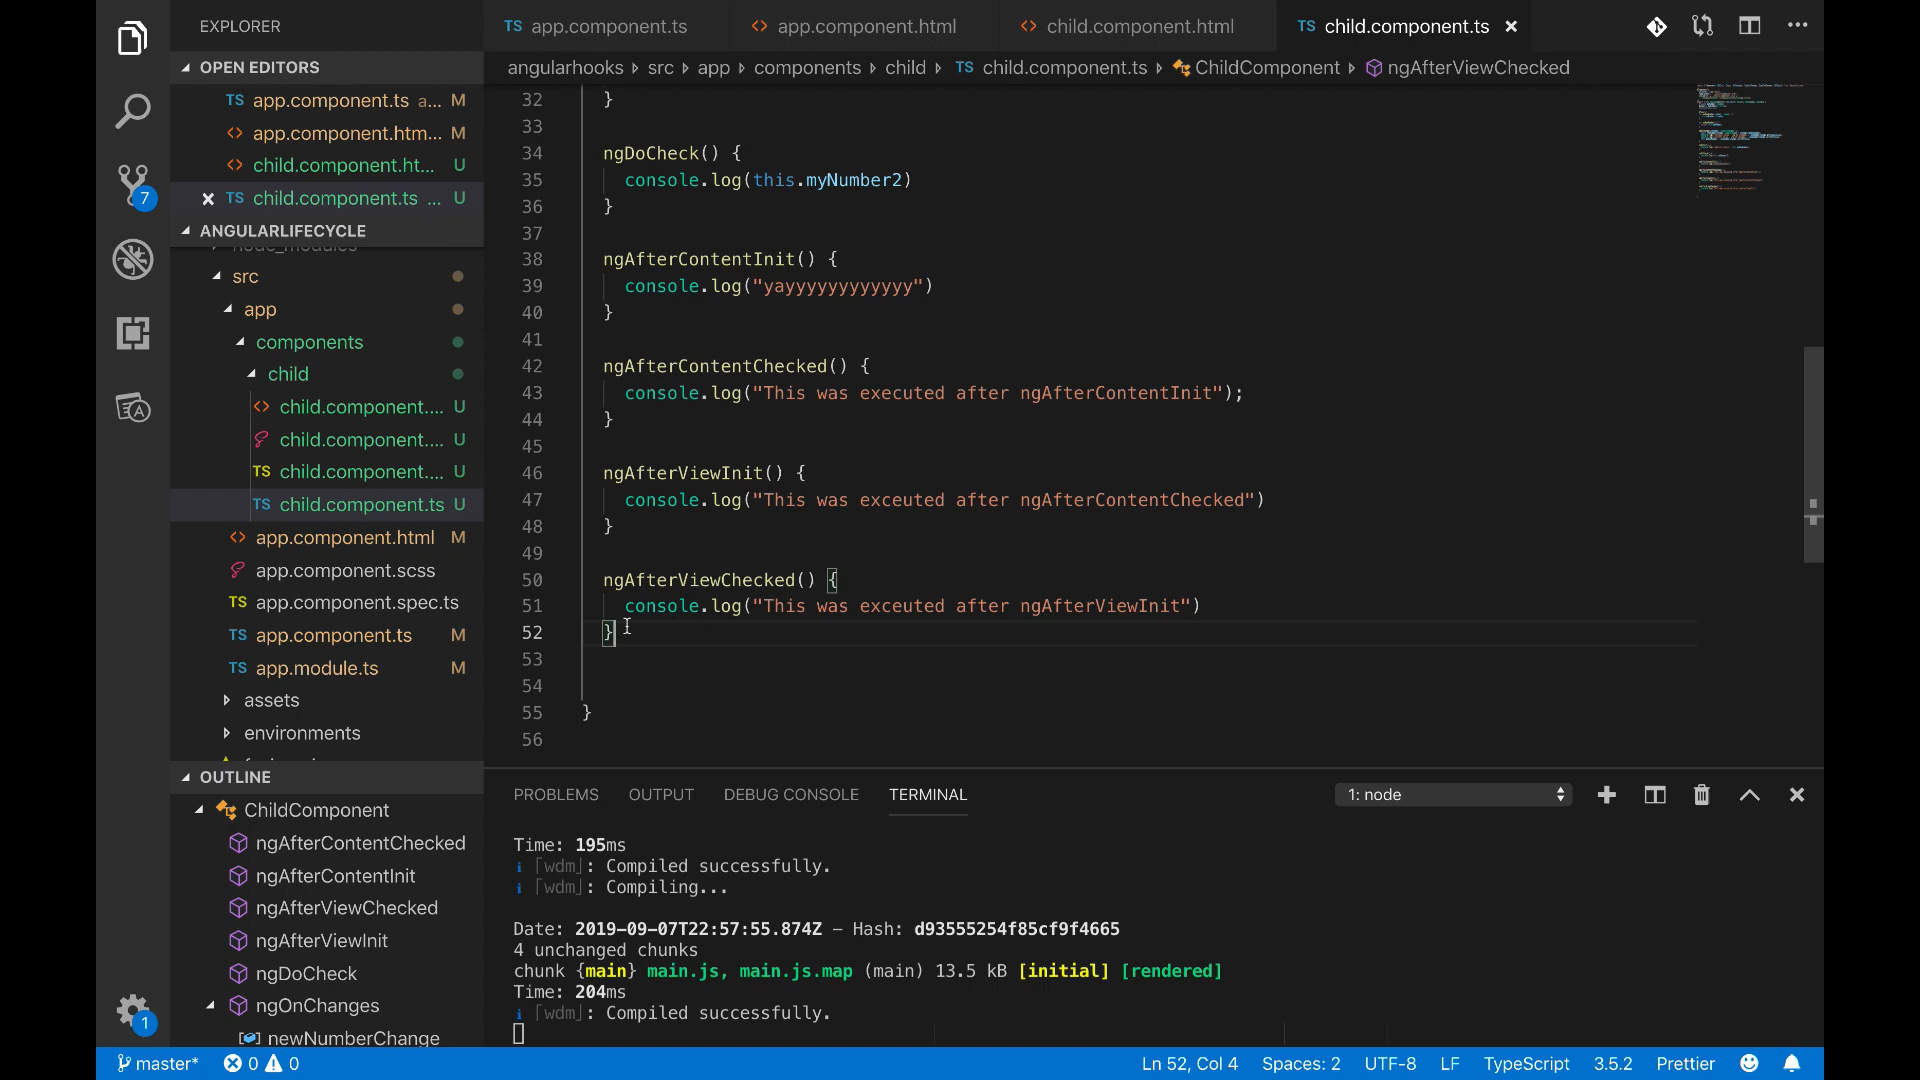 EXPLORER
TS app.component.ts
<> app.component.html
<> child.component.html
TS child.component.ts
OPEN EDITORS
TS app.component.ts a... M
<> app.component.htm... M
<> child.component.ht... U
TS child.component.ts ... U
ANGULARLIFECYCLE
node_modules
src
app
components
child
<> child.component.... U
child.component.... U
TS child.component.... U
TS child.component.ts U
<> app.component.html M
app.component.scss
TS app.component.spec.ts
TS app.component.ts M
TS app.module.ts M
assets
environments
OUTLINE
ChildComponent
ngAfterContentChecked
ngAfterContentInit
ngAfterViewChecked
ngAfterViewInit
ngDoCheck
ngOnChanges
newNumberChange
7
1
angularhooks src app components child TS child.component.ts ChildComponent ngAfterViewChecked
32 }
33
34 ngDoCheck() {
35 console.log(this.myNumber2)
36 }
37
38 ngAfterContentInit() {
39 console.log("yayyyyyyyyyyyy")
40 }
41
42 ngAfterContentChecked() {
43 console.log("This was executed after ngAfterContentInit");
44 }
45
46 ngAfterViewInit() {
47 console.log("This was exceuted after ngAfterContentChecked")
48 }
49
50 ngAfterViewChecked() {
51 console.log("This was exceuted after ngAfterViewInit")
52 }
53
54
55 }
56
PROBLEMS OUTPUT DEBUG CONSOLE TERMINAL 1: node
Time: 195ms
i ｢wdm｣: Compiled successfully.
i ｢wdm｣: Compiling...
Date: 2019-09-07T22:57:55.874Z - Hash: d93555254f85cf9f4665
4 unchanged chunks
chunk {main} main.js, main.js.map (main) 13.5 kB [initial] [rendered]
Time: 204ms
i ｢wdm｣: Compiled successfully.
master* 0 0 Ln 52, Col 4 Spaces: 2 UTF-8 LF TypeScript 3.5.2 Prettier